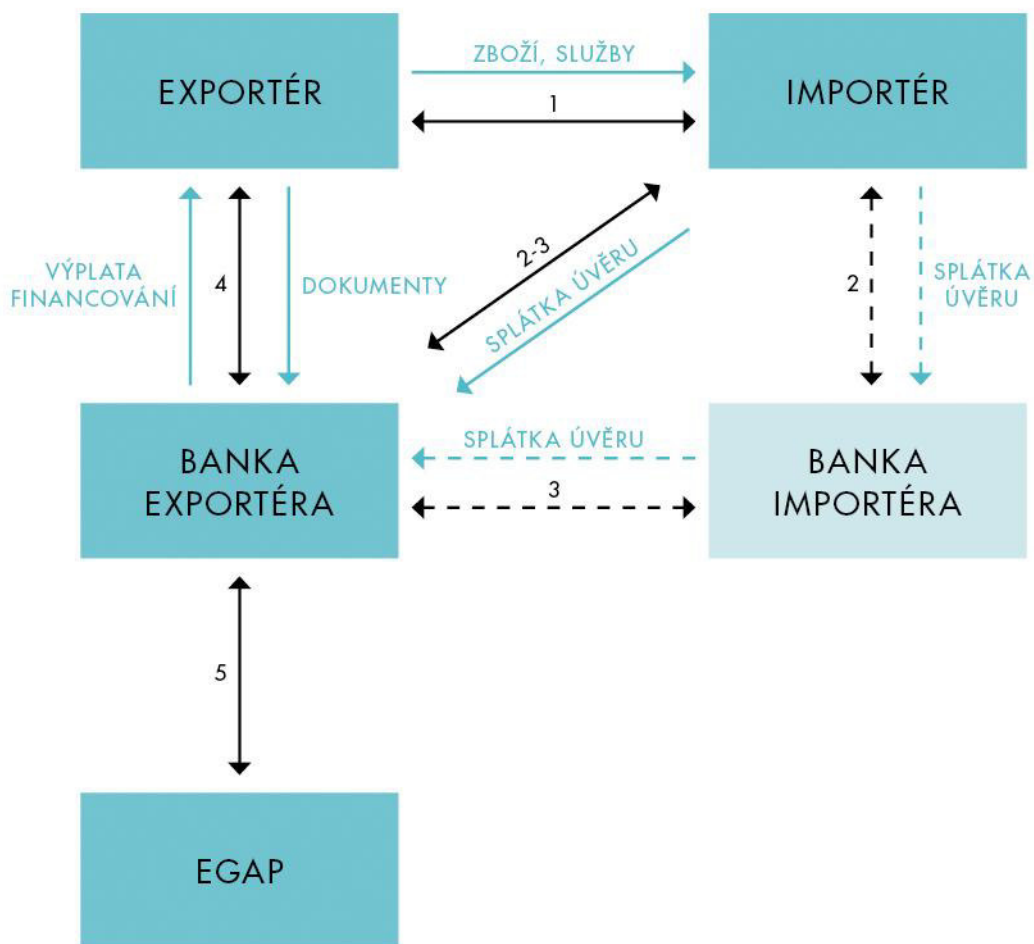 EXPORTÉR
ZBOŽÍ, SLUŽBY
1
IMPORTÉR
VÝPLATA
FINANCOVÁNÍ
4
DOKUMENTY
2-3
SPLÁTKA ÚVĚRU
2
SPLÁTKA
ÚVĚRU
BANKA
EXPORTÉRA
SPLÁTKA ÚVĚRU
3
BANKA
IMPORTÉRA
5
EGAP